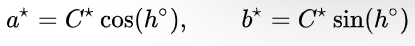 a⋆ = C⋆ cos(h°), b⋆ = C⋆ sin(h°)